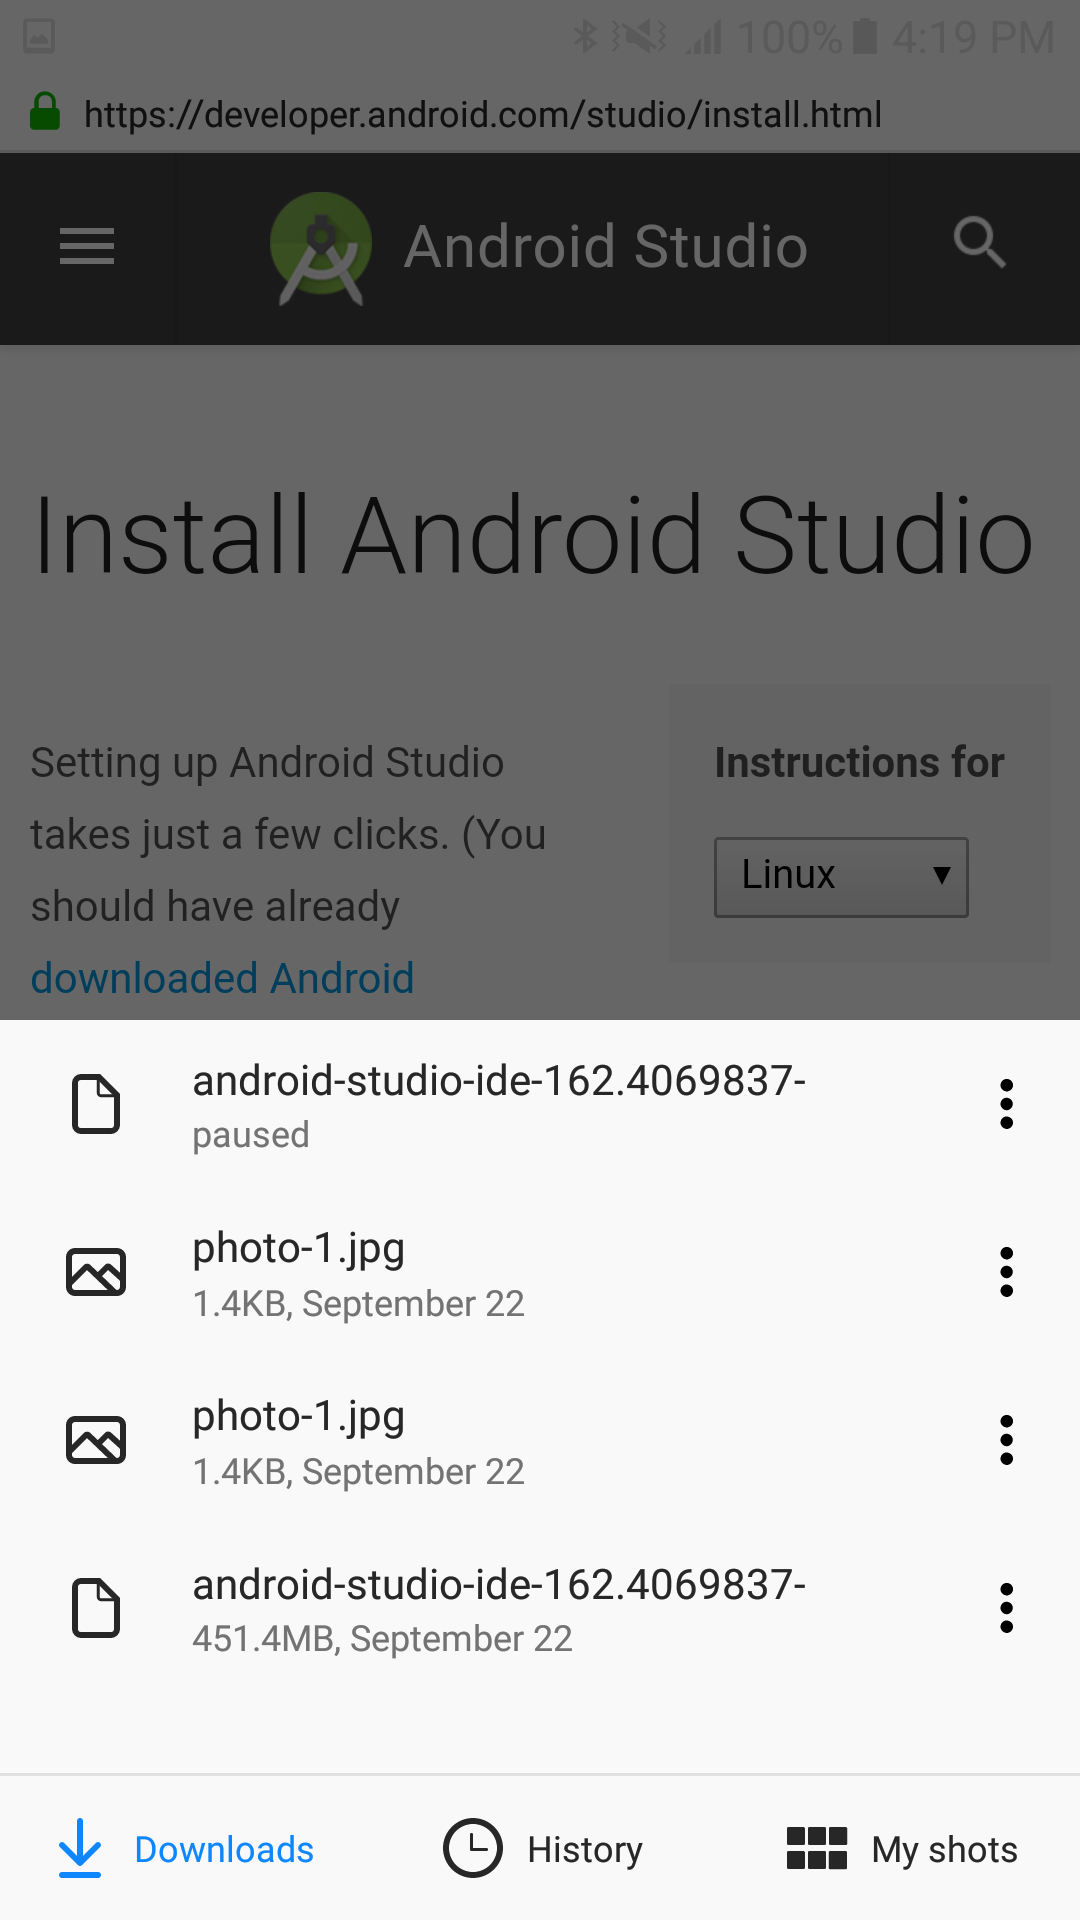 100% 4:19 PM
https://developer.android.com/studio/install.html
Android Studio
Install Android Studio
Setting up Android Studio
takes just a few clicks. (You
should have already
downloaded Android
Instructions for
Linux
android-studio-ide-162.4069837-
paused
photo-1.jpg
1.4KB, September 22
photo-1.jpg
1.4KB, September 22
android-studio-ide-162.4069837-
451.4MB, September 22
Downloads
History
My shots